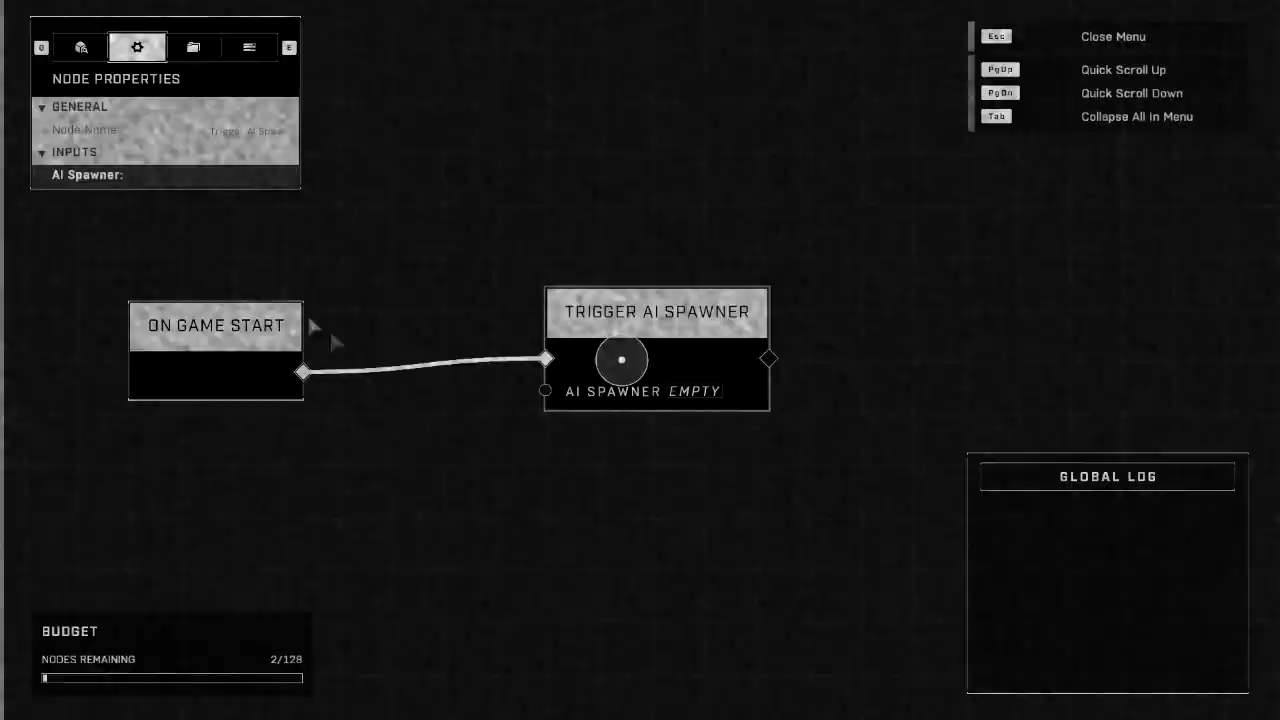 Q
E
NODE PROPERTIES
GENERAL
Node Name:
INPUTS
AI Spawner:
Esc Close Menu
PgUp Quick Scroll Up
PgDn Quick Scroll Down
Tab Collapse All In Menu
ON GAME START
TRIGGER AI SPAWNER
AI SPAWNER EMPTY
GLOBAL LOG
BUDGET
NODES REMAINING 2/128